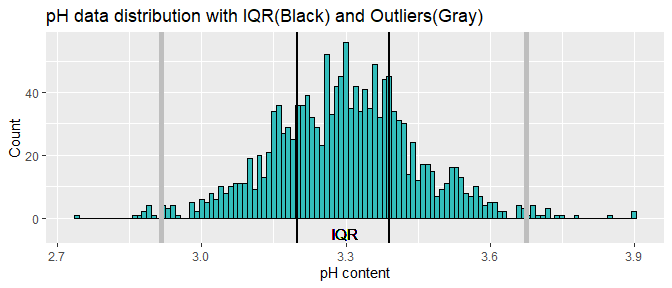 pH data distribution with IQR(Black) and Outliers(Gray)
Count
40
20
0
IQR
2.7 3.0 3.3 3.6 3.9
pH content